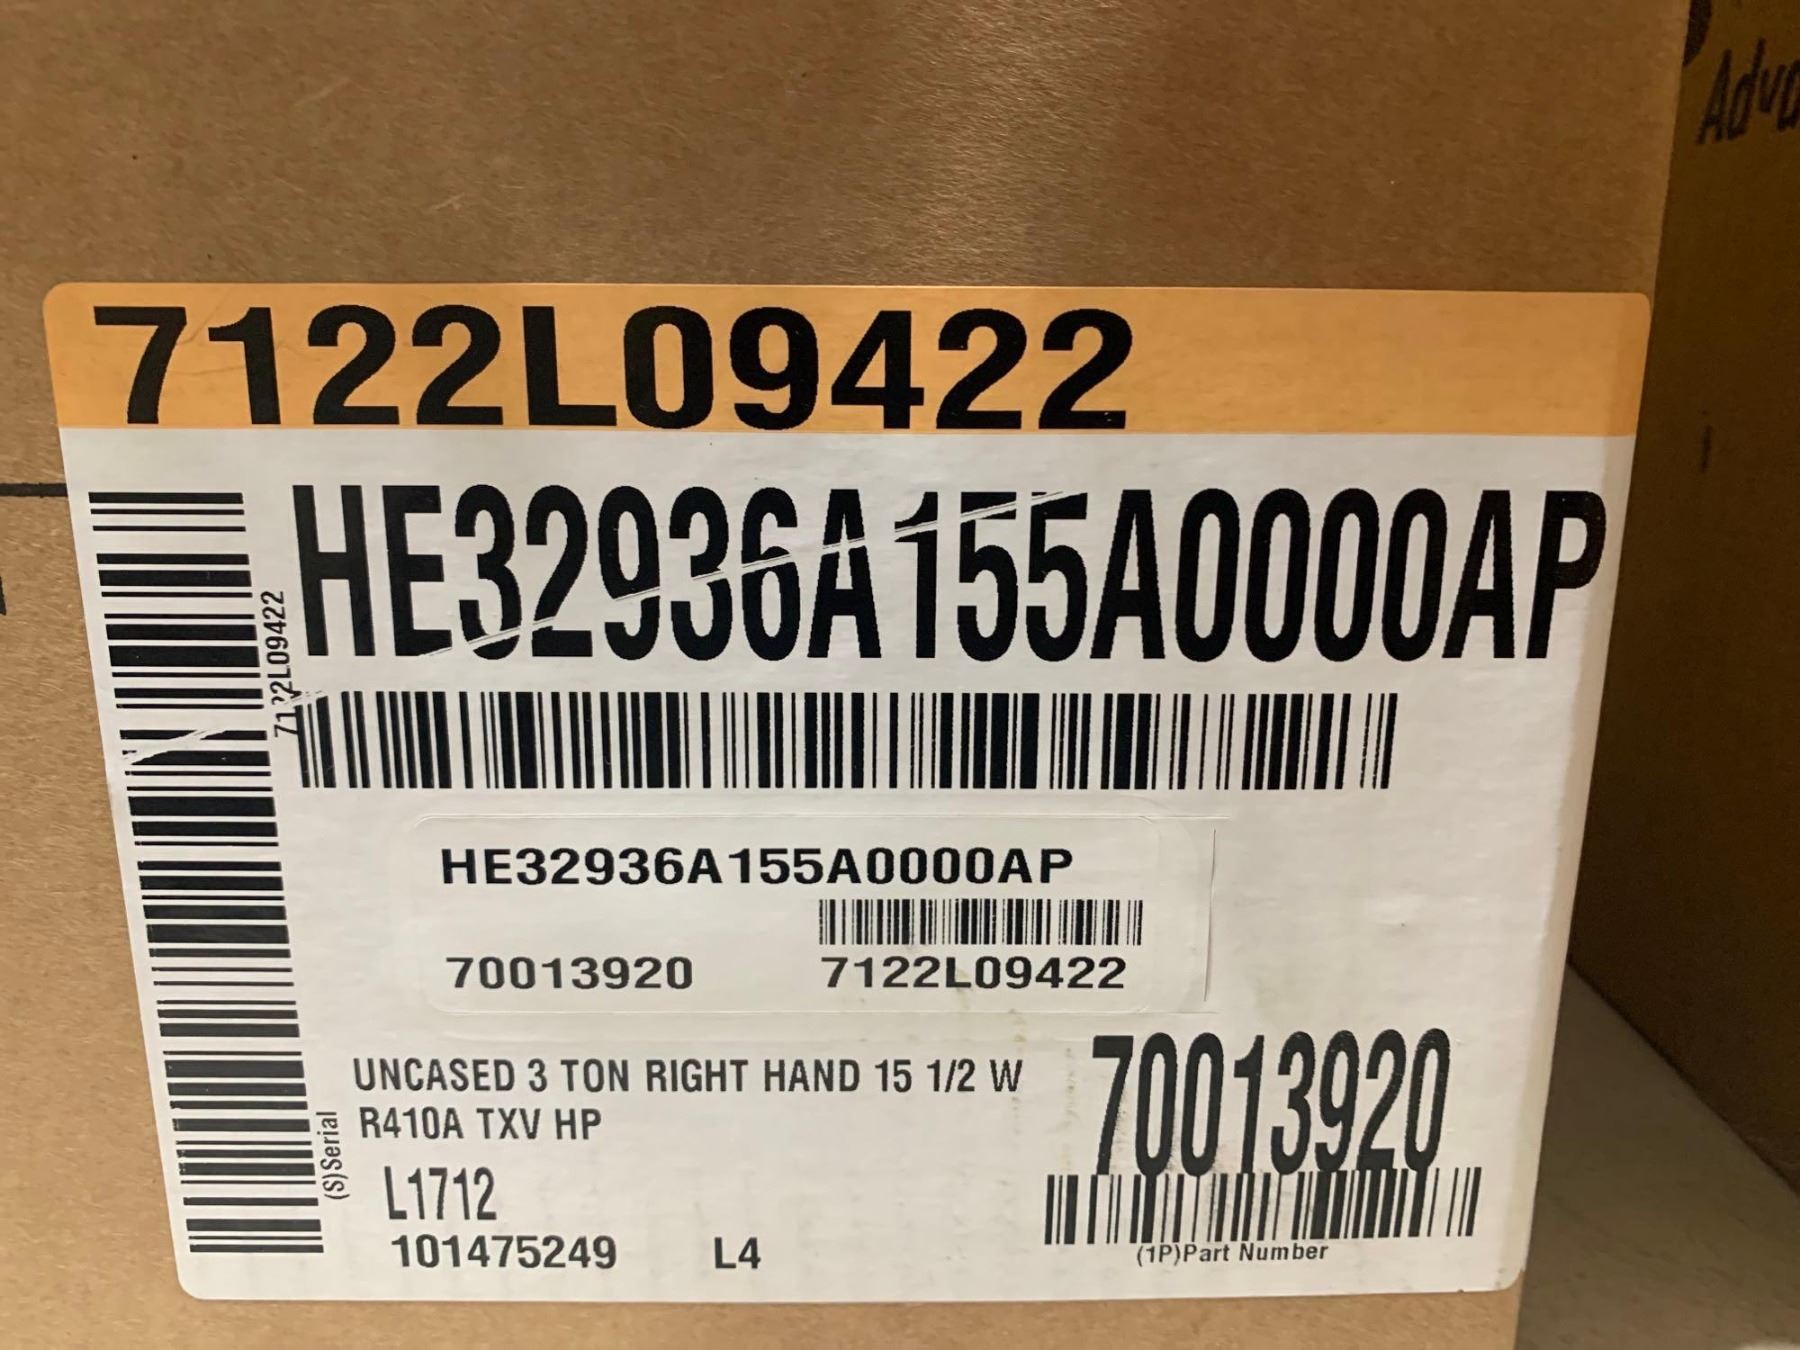 7122L09422
HE32936A155A0000AP
7122L09422
HE32936A155A0000AP
70013920 7122L09422
UNCASED 3 TON RIGHT HAND 15 1/2 W
R410A TXV HP
70013920
(S)Serial
L1712
101475249 L4
(1P)Part Number